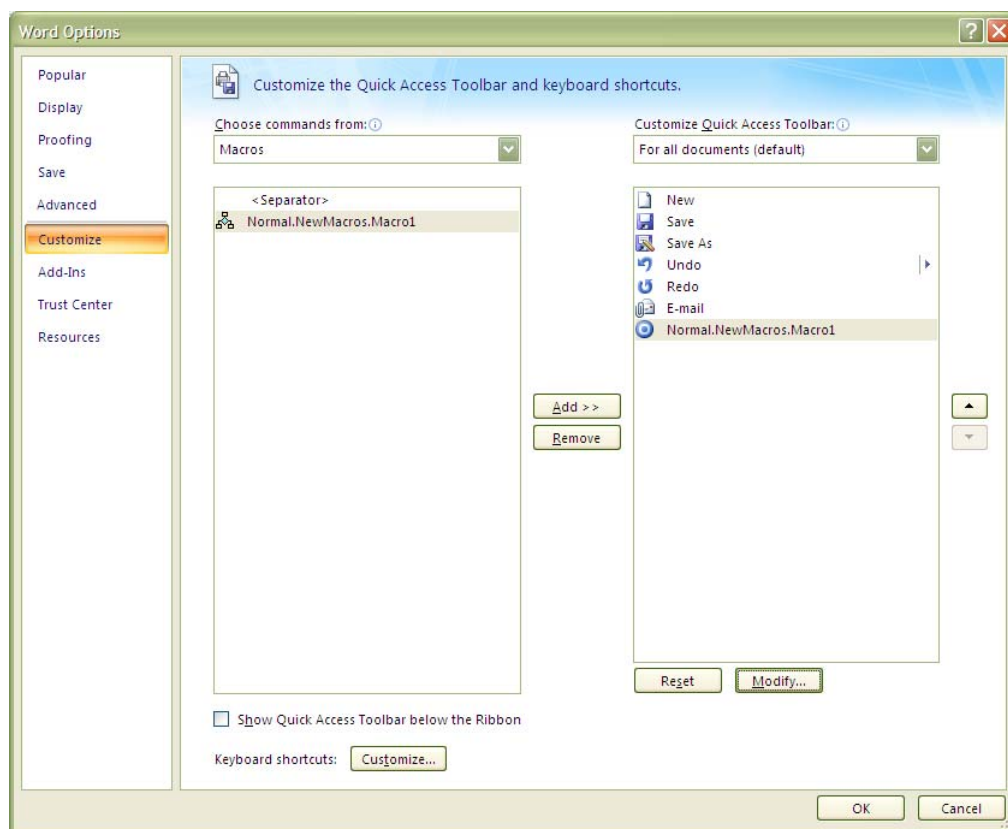 Word Options
Popular
Display
Proofing
Save
Advanced
Customize
Add-Ins
Trust Center
Resources
Customize the Quick Access Toolbar and keyboard shortcuts.
Choose commands from:
Macros
<Separator>
Normal.NewMacros.Macro1
Add >>
Remove
Customize Quick Access Toolbar:
For all documents (default)
New
Save
Save As
Undo
Redo
E-mail
Normal.NewMacros.Macro1
Reset Modify...
Show Quick Access Toolbar below the Ribbon
Keyboard shortcuts: Customize...
OK Cancel